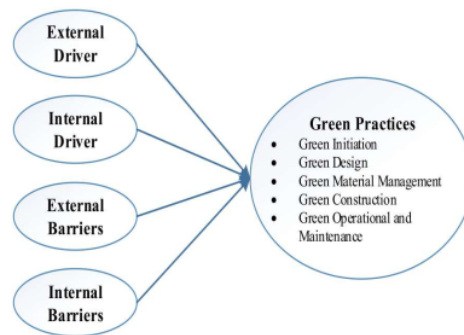 External
Driver
Internal
Driver
External
Barriers
Internal
Barriers
Green Practices
• Green Initiation
• Green Design
• Green Material Management
• Green Construction
• Green Operational and
Maintenance